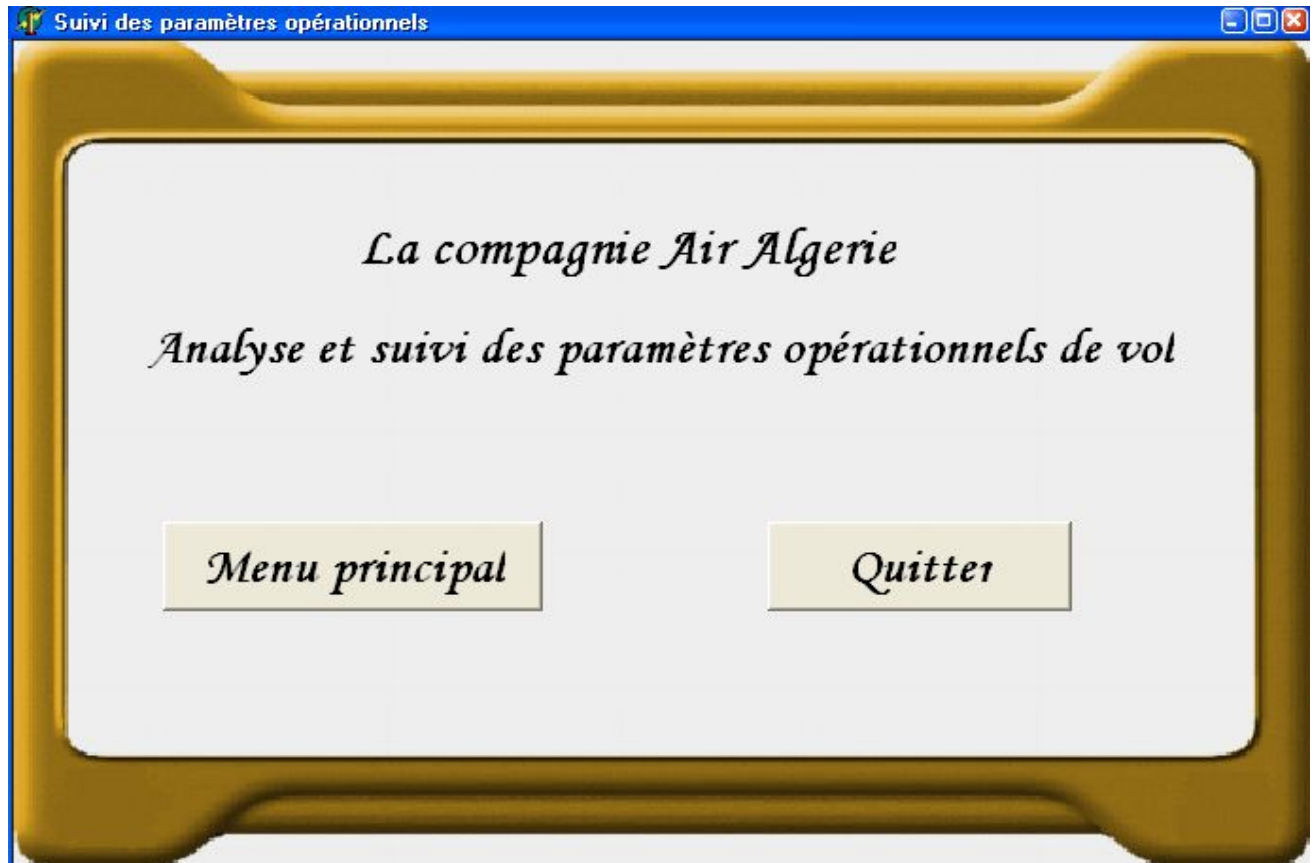 Suivi des paramètres opérationnels
La compagnie Air Algerie
Analyse et suivi des paramètres opérationnels de vol
Menu principal
Quitter